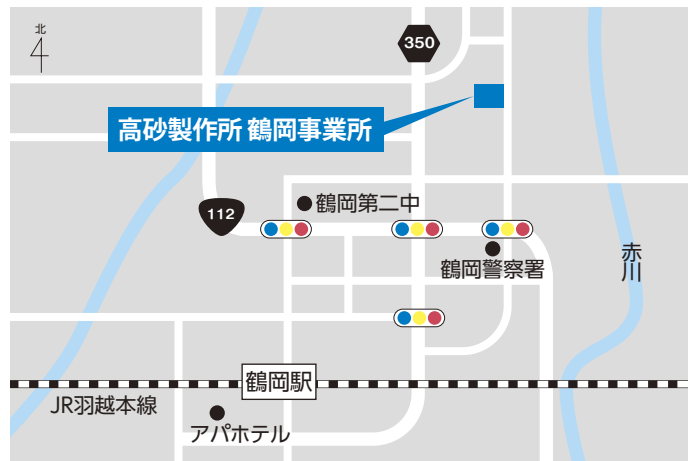 北
350
高砂製作所 鶴岡事業所
112
鶴岡第二中
鶴岡警察署
赤川
鶴岡駅
JR羽越本線
アパホテル